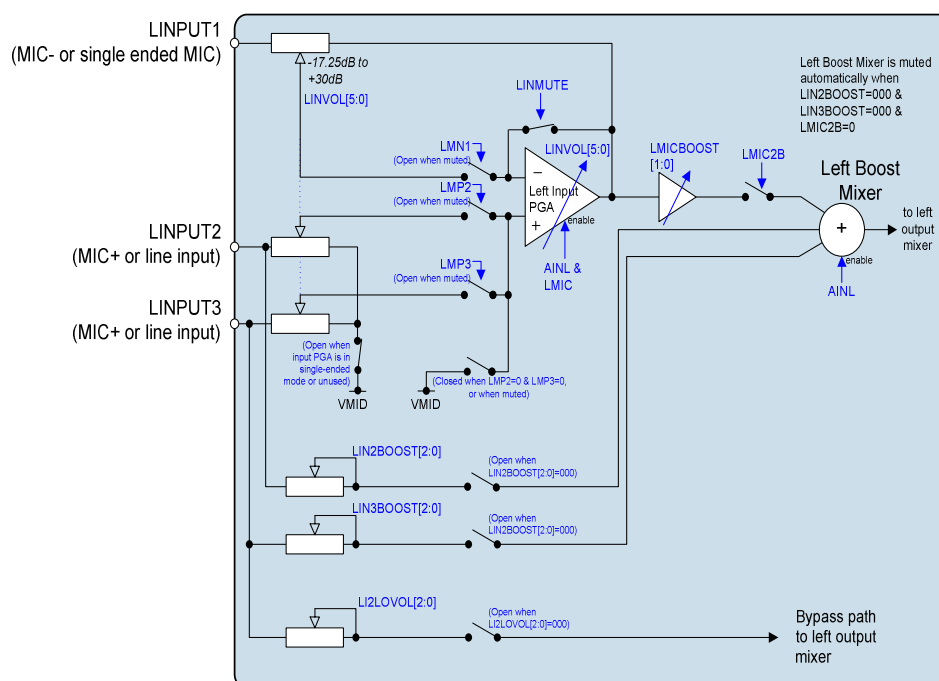 LINPUT1
(MIC- or single ended MIC)
-17.25dB to
+30dB
LINVOL[5:0]
LINMUTE
Left Boost Mixer is muted
automatically when
LIN2BOOST=000 &
LIN3BOOST=000 &
LMIC2B=0
LMN1
(Open when muted)
LINVOL[5:0]
LMICBOOST
[1:0]
LMIC2B
Left Boost
Mixer
LMP2
(Open when muted)
−
Left Input
PGA
+
enable
LINPUT2
(MIC+ or line input)
+
enable
to left
output
mixer
LMP3
(Open when muted)
AINL &
LMIC
AINL
LINPUT3
(MIC+ or line input)
(Open when
input PGA is in
single-ended
mode or unused)
VMID
VMID
(Closed when LMP2=0 & LMP3=0,
or when muted)
LIN2BOOST[2:0]
(Open when
LIN2BOOST[2:0]=000)
LIN3BOOST[2:0]
(Open when
LIN2BOOST[2:0]=000)
LI2LOVOL[2:0]
(Open when
LI2LOVOL[2:0]=000)
Bypass path
to left output
mixer